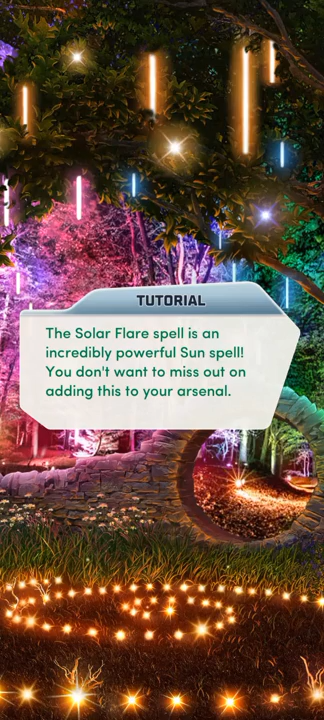 TUTORIAL
The Solar Flare spell is an
incredibly powerful Sun spell!
You don't want to miss out on
adding this to your arsenal.